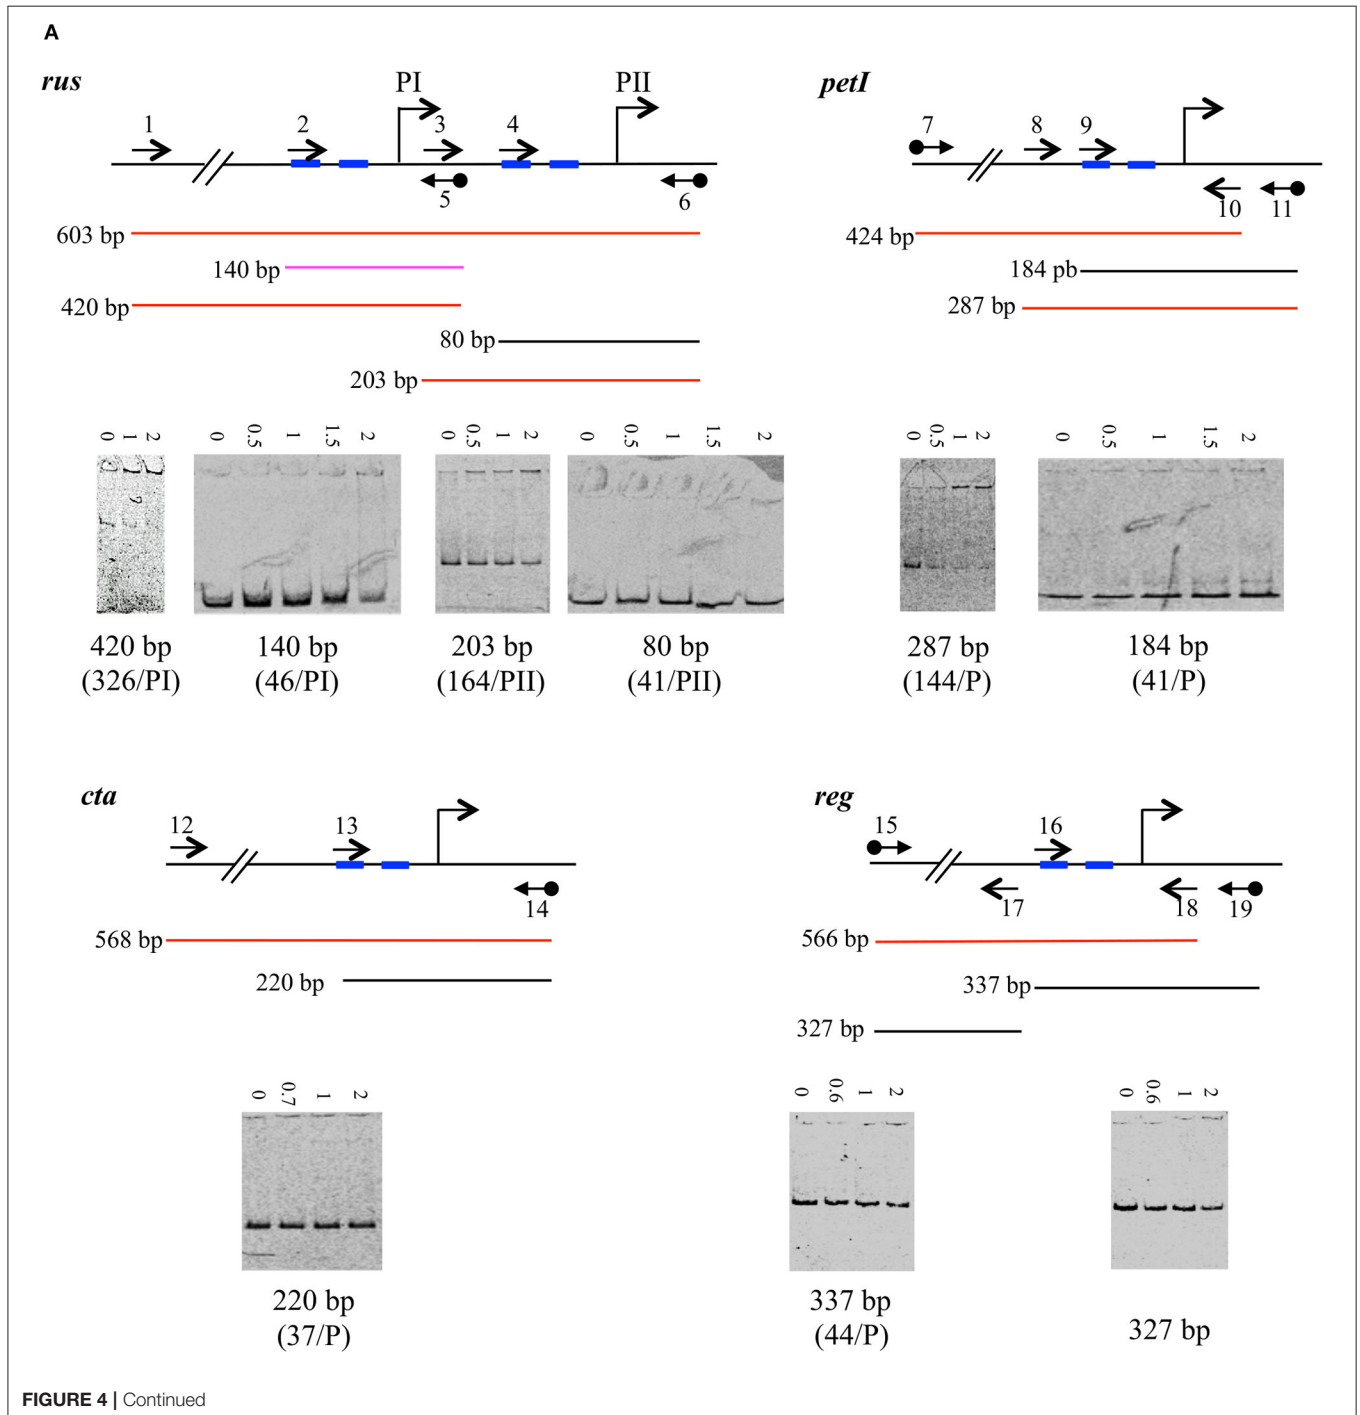 A
rus
PI
PII
1
2
3
4
5
6
603 bp
140 bp
420 bp
80 bp
203 bp
petI
7
8
9
10
11
424 bp
184 pb
287 bp
0 1 2
0 0.5 1 1.5 2
0 0.5 1 2
0 0.5 1 1.5 2
0 0.5 1 2
0 0.5 1 1.5 2
420 bp
(326/PI)
140 bp
(46/PI)
203 bp
(164/PII)
80 bp
(41/PII)
287 bp
(144/P)
184 bp
(41/P)
cta
12
13
14
568 bp
220 bp
reg
15
16
17
18
19
566 bp
337 bp
327 bp
0 0.7 1 2
0 0.6 1 2
0 0.6 1 2
220 bp
(37/P)
337 bp
(44/P)
327 bp
FIGURE 4 | Continued